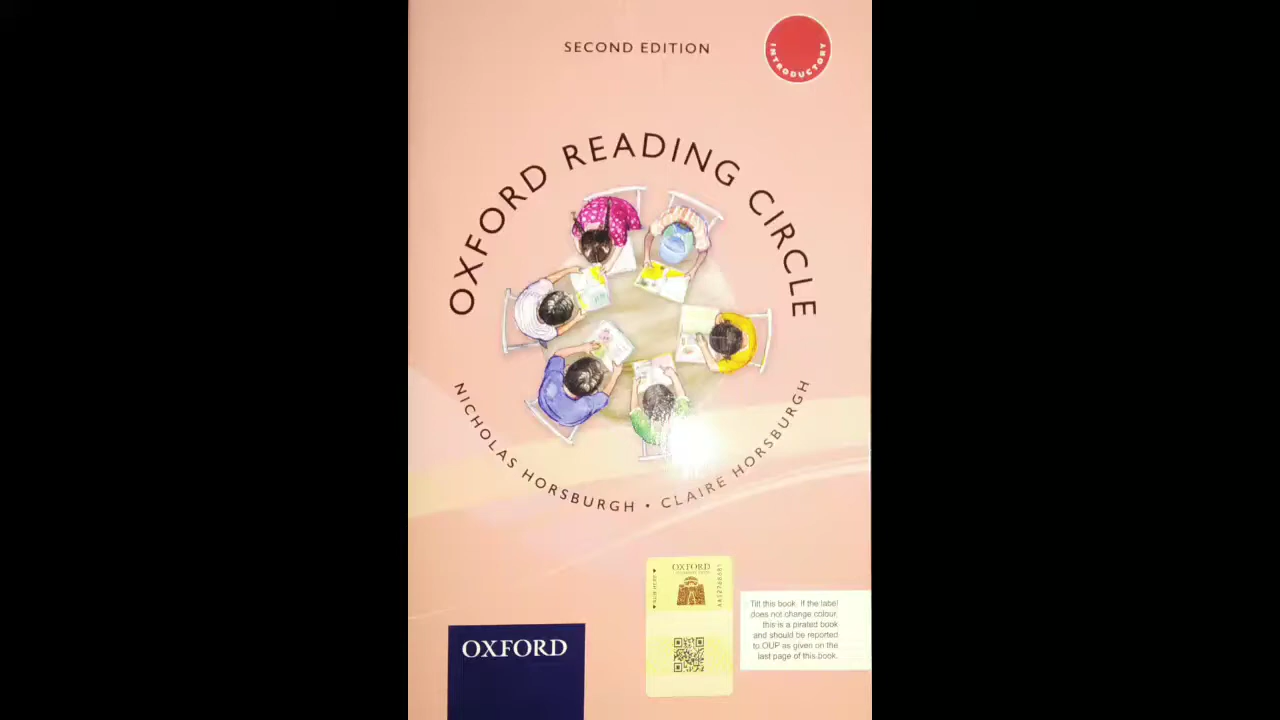 SECOND EDITION
INTRODUCTORY
OXFORD READING CIRCLE
NICHOLAS HORSBURGH • CLAIRE HORSBURGH
OXFORD
OXFORD
Tilt this book. If the label
does not change colour,
this is a pirated book
and should be reported
to OUP as given on the
last page of this book.